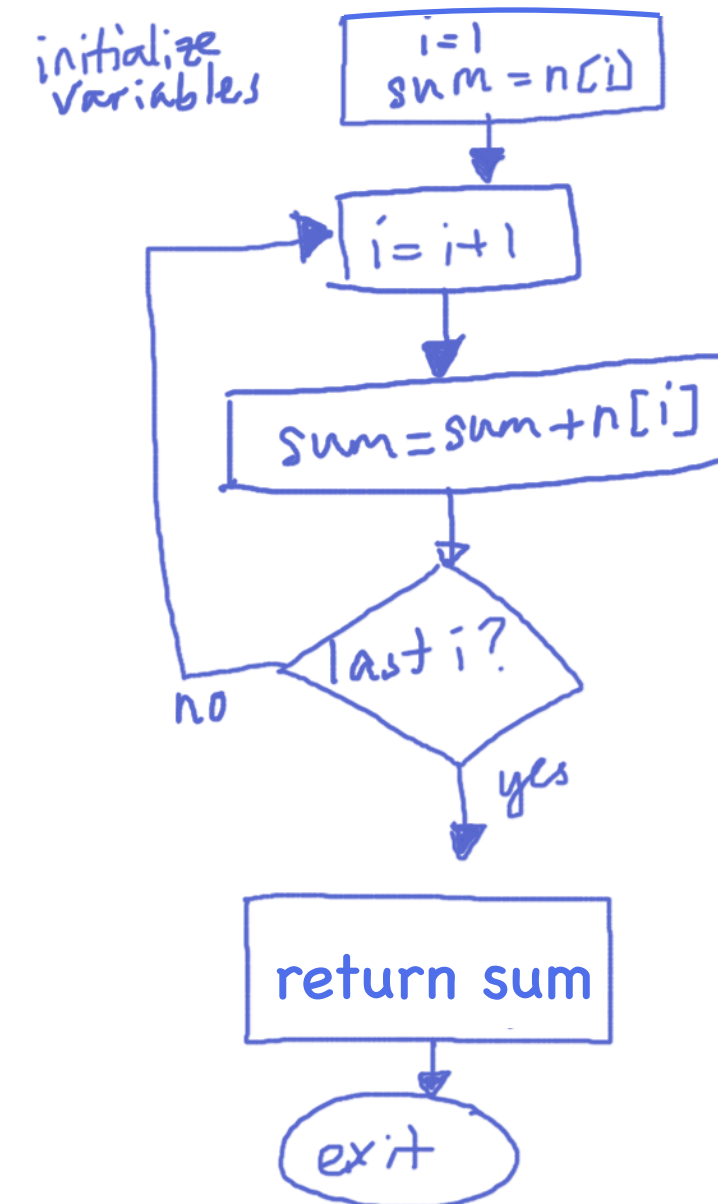 initialize
variables
i=1
sum = n[i]
i= i+1
sum=sum+n[i]
last i?
no
yes
return sum
exit